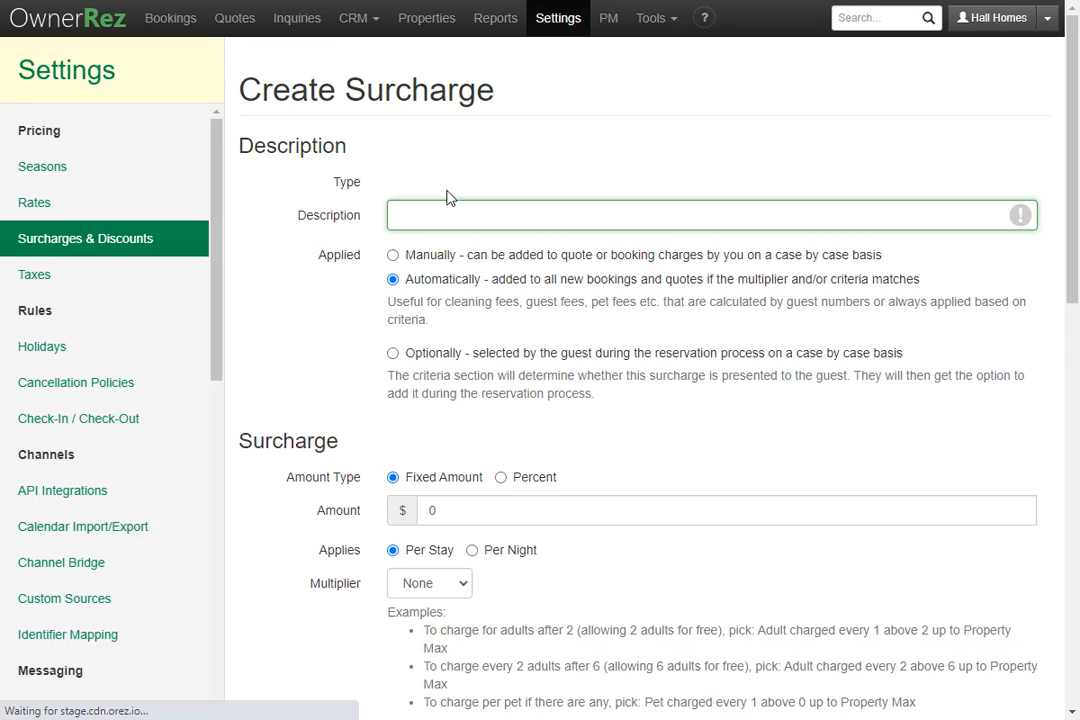 OwnerRez Bookings Quotes Inquiries CRM Properties Reports Settings PM Tools ? Search... Hall Homes
Settings
Pricing
Seasons
Rates
Surcharges & Discounts
Taxes
Rules
Holidays
Cancellation Policies
Check-In / Check-Out
Channels
API Integrations
Calendar Import/Export
Channel Bridge
Custom Sources
Identifier Mapping
Messaging
Waiting for stage.cdn.orez.io...
Create Surcharge
Description
Type
Description
Applied Manually - can be added to quote or booking charges by you on a case by case basis
Automatically - added to all new bookings and quotes if the multiplier and/or criteria matches
Useful for cleaning fees, guest fees, pet fees etc. that are calculated by guest numbers or always applied based on
criteria.
Optionally - selected by the guest during the reservation process on a case by case basis
The criteria section will determine whether this surcharge is presented to the guest. They will then get the option to
add it during the reservation process.
Surcharge
Amount Type Fixed Amount Percent
Amount $ 0
Applies Per Stay Per Night
Multiplier None
Examples:
• To charge for adults after 2 (allowing 2 adults for free), pick: Adult charged every 1 above 2 up to Property
Max
• To charge every 2 adults after 6 (allowing 6 adults for free), pick: Adult charged every 2 above 6 up to Property
Max
• To charge per pet if there are any, pick: Pet charged every 1 above 0 up to Property Max